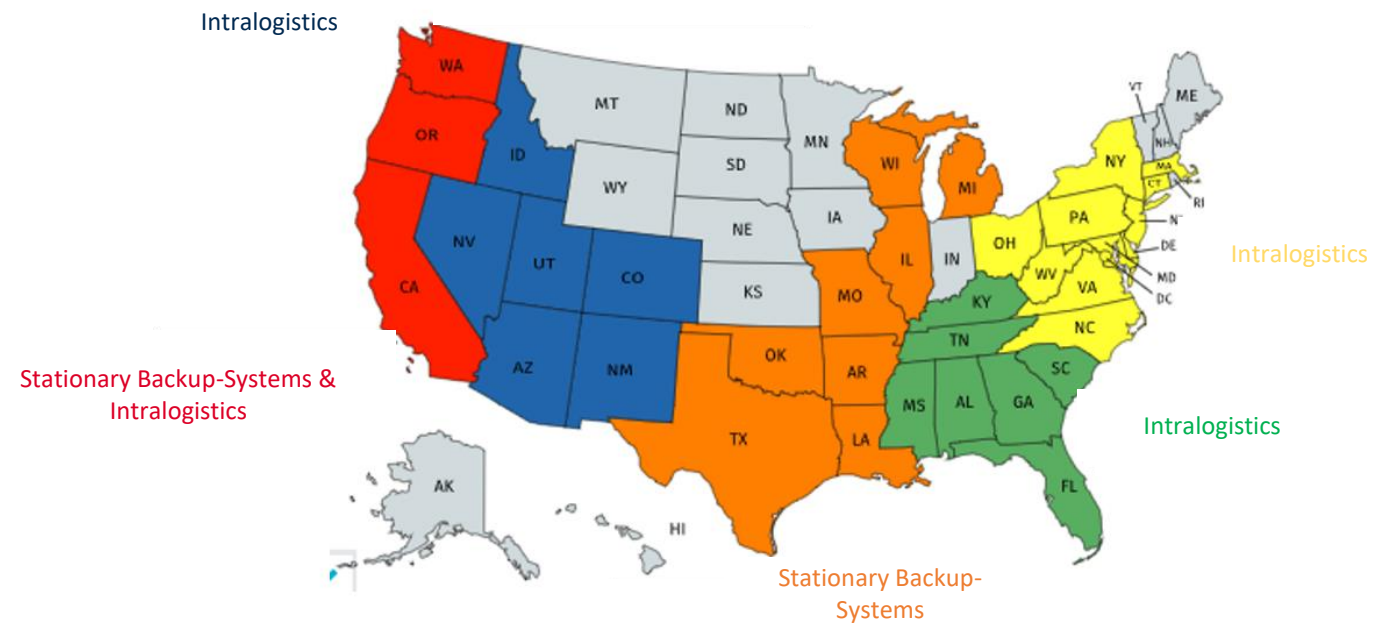 Intralogistics
WA
OR
CA
ID
NV
UT
CO
AZ
NM
MT
ND
SD
WY
NE
KS
MN
IA
WI
MI
IL
IN
MO
OK
AR
TX
LA
OH
KY
TN
MS
AL
GA
SC
FL
NC
VA
WV
PA
NY
VT
NH
ME
MA
CT
RI
N
DE
MD
DC
AK
HI
Intralogistics
Stationary Backup-Systems &
Intralogistics
Intralogistics
Stationary Backup-
Systems